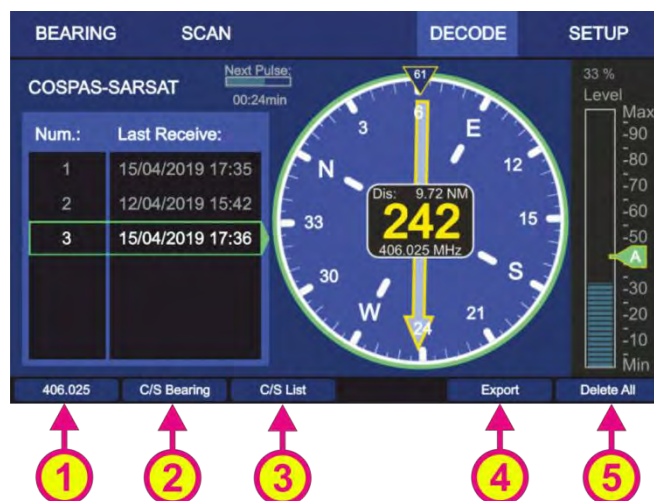 BEARING SCAN DECODE SETUP
COSPAS-SARSAT
Next Pulse:
00:24min
Num.: Last Receive:
1 15/04/2019 17:35
2 12/04/2019 15:42
3 15/04/2019 17:36
61
6
3
E
N
12
33
15
30
S
W
21
24
Dis: 9.72 NM
242
406.025 MHz
33 %
Level
Max
-90
-80
-70
-60
-50
A
-30
-20
-10
Min
406.025 C/S Bearing C/S List Export Delete All
1 2 3 4 5